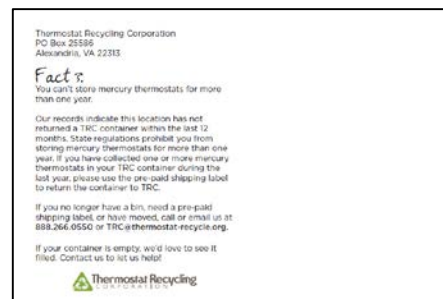 Thermostat Recycling Corporation
PO Box 25586
Alexandria, VA 22313
Fact:
You can't store mercury thermostats for more
than one year.
Our records indicate this location has not
returned a TRC container within the last 12
months. State regulations prohibit you from
storing mercury thermostats for more than one
year. If you have collected one or more mercury
thermostats in your TRC container during the
last year, please use the pre-paid shipping label
to return the container to TRC.
If you no longer have a bin, need a pre-paid
shipping label, or have moved, call or email us at
888.266.0550 or TRC@thermostat-recycle.org.
If your container is empty, we'd love to see it
filled. Contact us to let us help!
Thermostat Recycling
CORPORATION